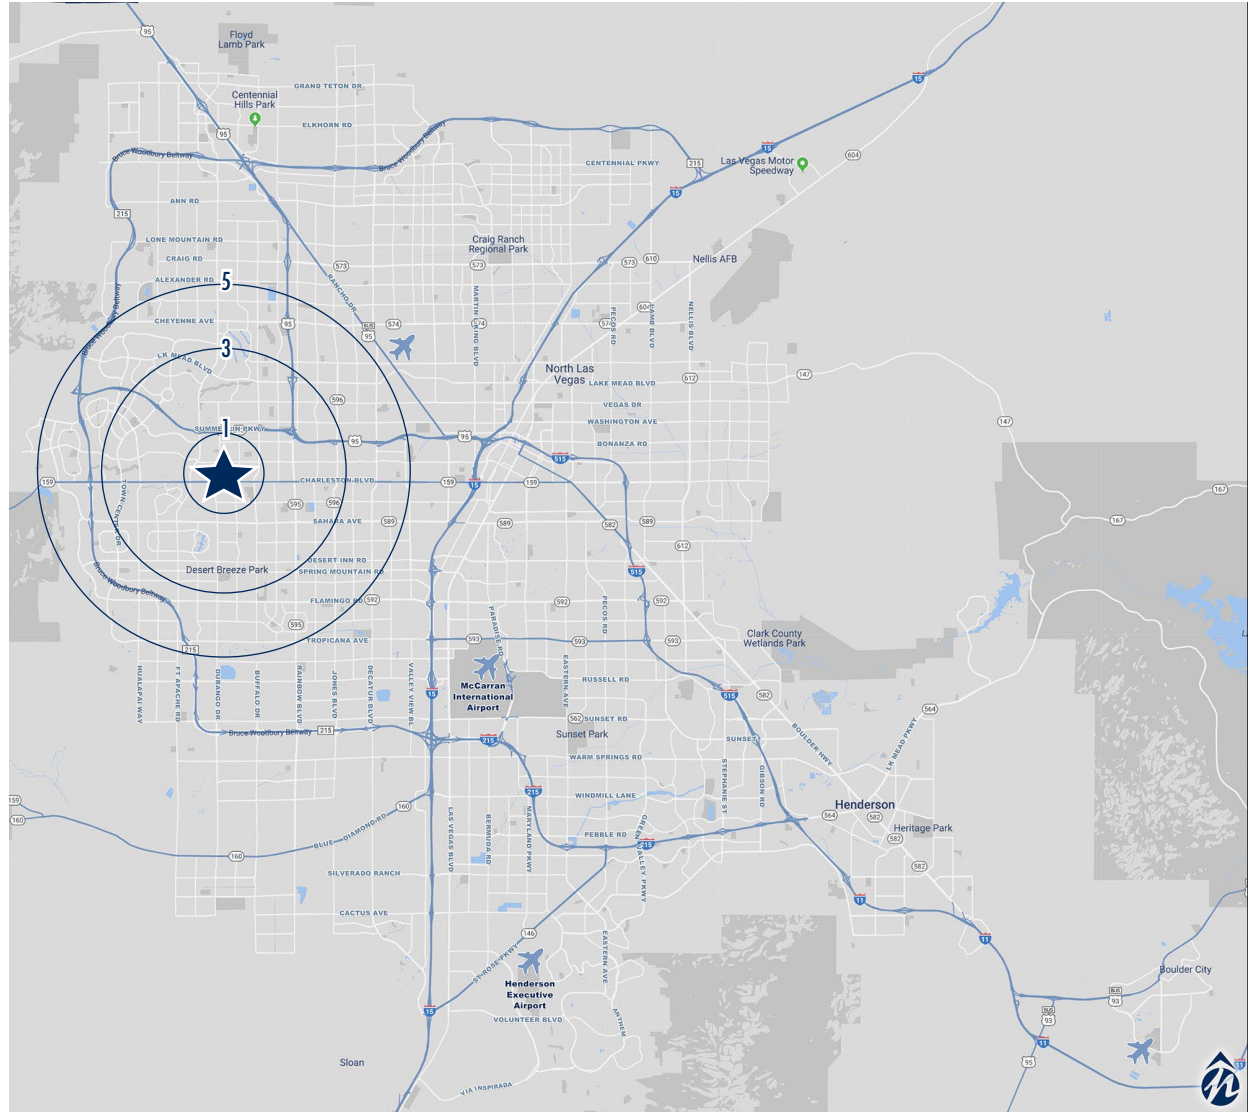 95
Floyd
Lamb Park
15
GRAND TETON DR
Centennial
Hills Park
ELKHORN RD
95
Bruce Woodbury Beltway
Bruce Woodbury Beltway
CENTENNIAL PKWY
215
15
Las Vegas Motor
Speedway
604
15
ANN RD
215
LONE MOUNTAIN RD
Craig Ranch
Regional Park
CRAIG RD
573
573
573
610
Nellis AFB
ALEXANDER RD
5
RANCHO DR
MARTIN L KING BLVD
Bruce Woodbury Beltway
CHEYENNE AVE
95
BUS
95
574
574
574
604
PECOS RD
LAMB BLVD
NELLIS BLVD
3
LK MEAD BLVD
North Las
Vegas
LAKE MEAD BLVD
612
147
596
VEGAS DR
WASHINGTON AVE
147
1
SUMMERLIN PKWY
95
95
BONANZA RD
515
159
CHARLESTON BLVD
159
15
159
167
TOWN CENTER DR
595
596
SAHARA AVE
589
589
582
589
167
612
DESERT INN RD
Desert Breeze Park
SPRING MOUNTAIN RD
515
Bruce Woodbury Beltway
FLAMINGO RD
592
592
PECOS RD
592
595
PARADISE RD
TROPICANA AVE
593
593
593
Clark County
Wetlands Park
215
HUALAPAI WAY
FT APACHE RD
DURANGO DR
BUFFALO DR
RAINBOW BLVD
JONES BLVD
DECATUR BLVD
VALLEY VIEW BL
15
McCarran
International
Airport
EASTERN AVE
RUSSELL RD
515
582
564
562
SUNSET RD
Sunset Park
SUNSET
BOULDER HWY
LK MEAD PKWY
Bruce Woodbury Beltway
215
215
WARM SPRINGS RD
STEPHANIE ST
GIBSON RD
215
WINDMILL LANE
159
160
160
BLUE DIAMOND RD
160
LAS VEGAS BLVD
BERMUDA RD
MARYLAND PKWY
PEBBLE RD
215
GREEN VALLEY PKWY
Henderson
564
582
Heritage Park
582
582
SILVERADO RANCH
CACTUS AVE
11
11
146
ST ROSE PKWY
EASTERN AVE
Henderson
Executive
Airport
Boulder City
BUS
93
BUS
93
15
VOLUNTEER BLVD
ANTHEM
11
95
11
Sloan
VIA INSPIRADA
n